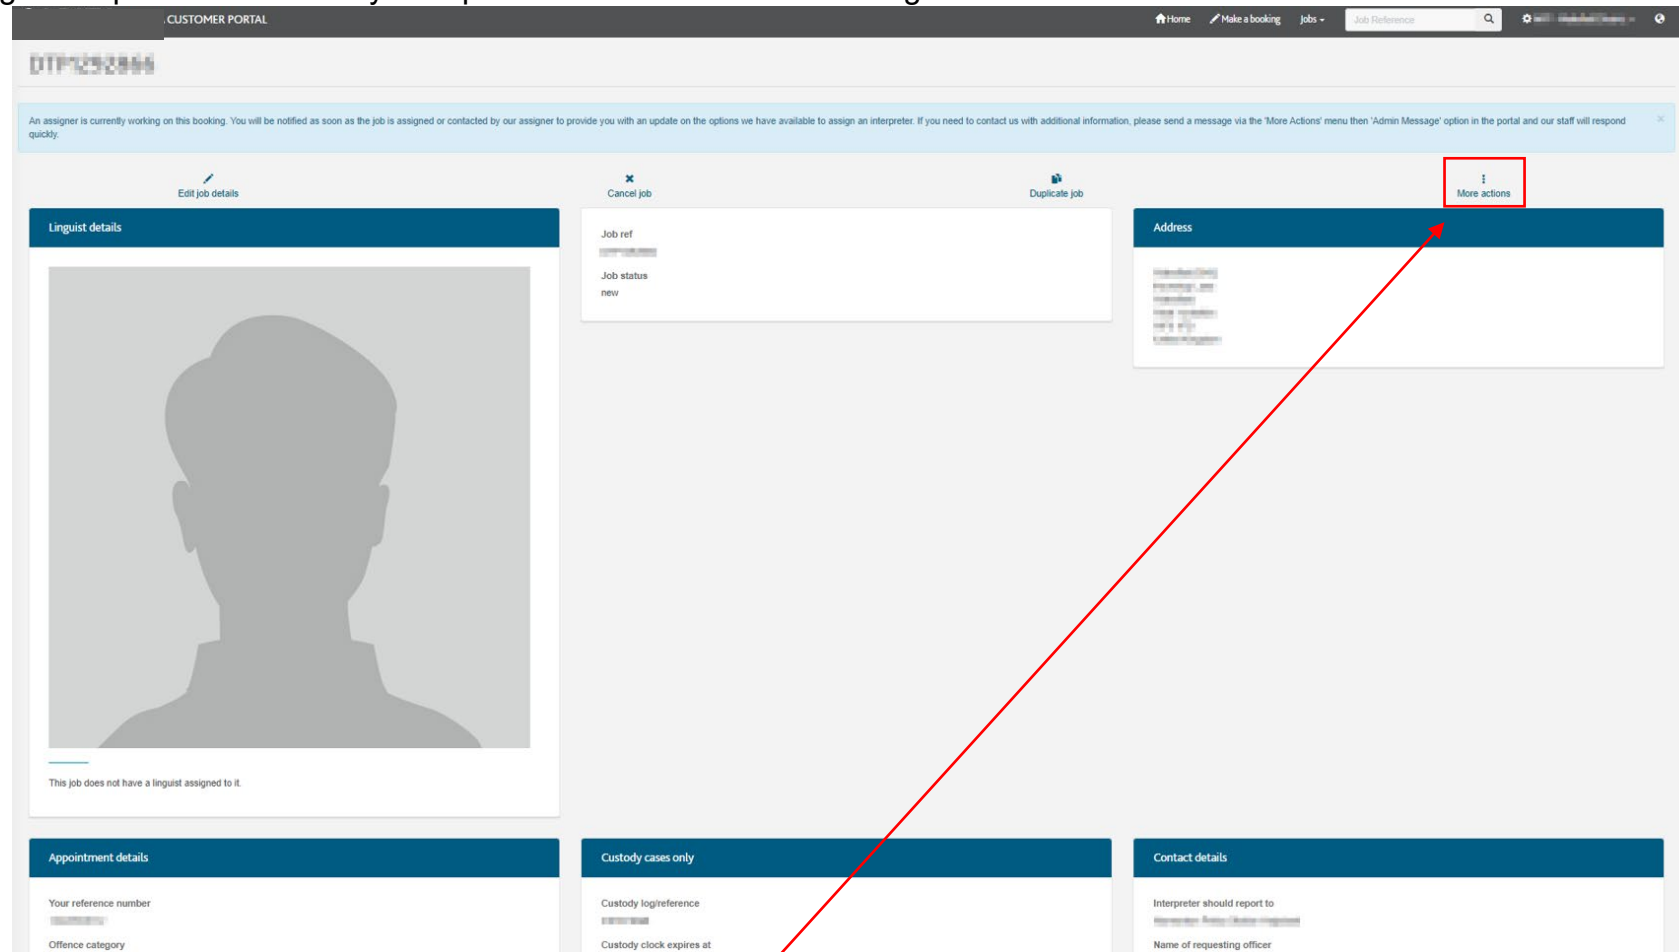 CUSTOMER PORTAL
Home Make a booking Jobs Job Reference
An assigner is currently working on this booking. You will be notified as soon as the job is assigned or contacted by our assigner to provide you with an update on the options we have available to assign an interpreter. If you need to contact us with additional information, please send a message via the 'More Actions' menu then 'Admin Message' option in the portal and our staff will respond
quickly.
Edit job details
Cancel job
Duplicate job
More actions
Linguist details
This job does not have a linguist assigned to it.
Job ref
Job status
new
Address
Appointment details
Your reference number
Offence category
Custody cases only
Custody log/reference
Custody clock expires at
Contact details
Interpreter should report to
Name of requesting officer